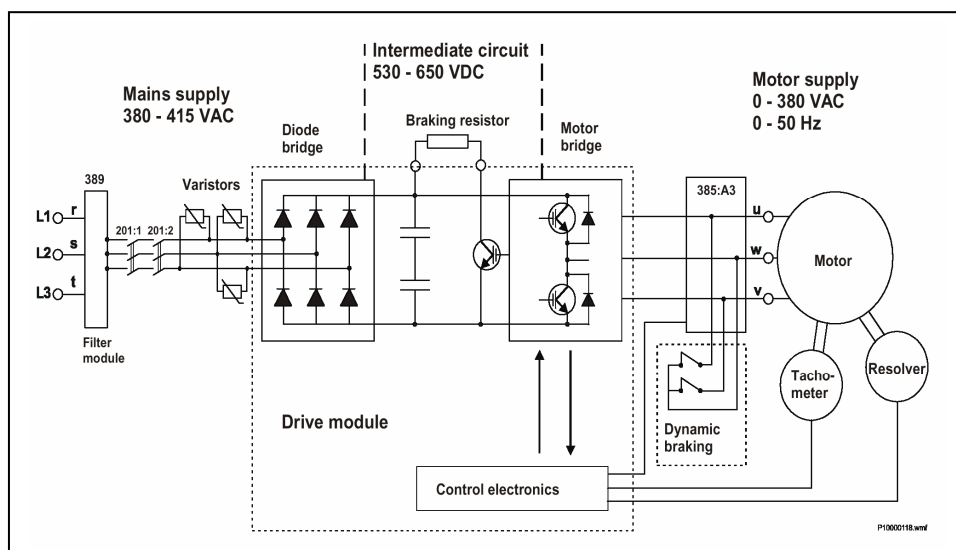 Intermediate circuit
530 - 650 VDC
Mains supply
380 - 415 VAC
Motor supply
0 - 380 VAC
0 - 50 Hz
Diode
bridge
Braking resistor
Motor
bridge
389
Varistors
385:A3
L1 r
201:1 201:2
L2 s
L3 t
u
w
v
Motor
Filter
module
Tacho-
meter
Resolver
Drive module
Dynamic
braking
Control electronics
P10000118.wmf